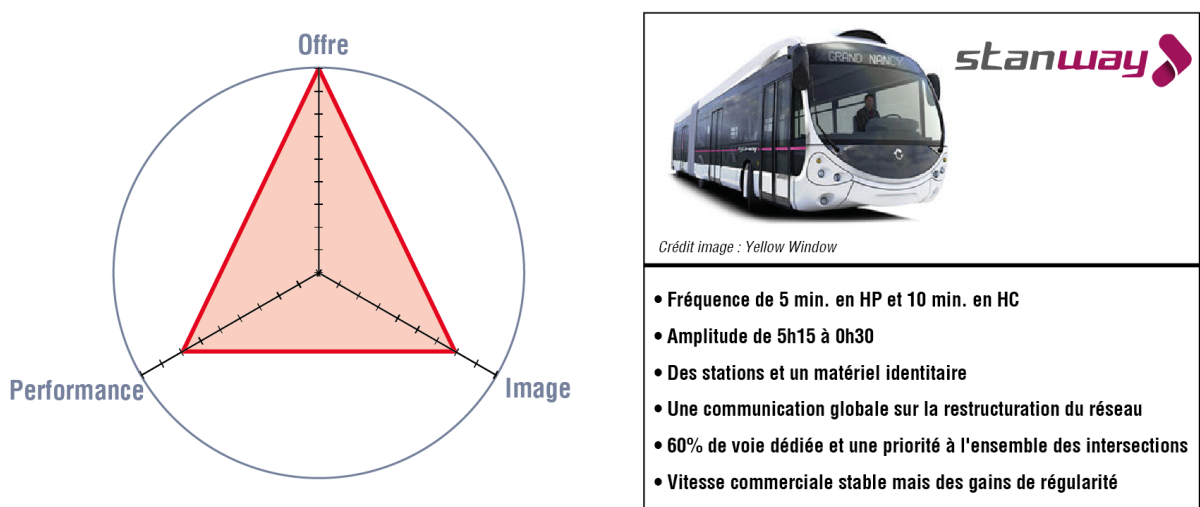 Offre
Performance
Image
GRAND NANCY
stanway
stanway
Crédit image : Yellow Window
• Fréquence de 5 min. en HP et 10 min. en HC
• Amplitude de 5h15 à 0h30
• Des stations et un matériel identitaire
• Une communication globale sur la restructuration du réseau
• 60% de voie dédiée et une priorité à l'ensemble des intersections
• Vitesse commerciale stable mais des gains de régularité